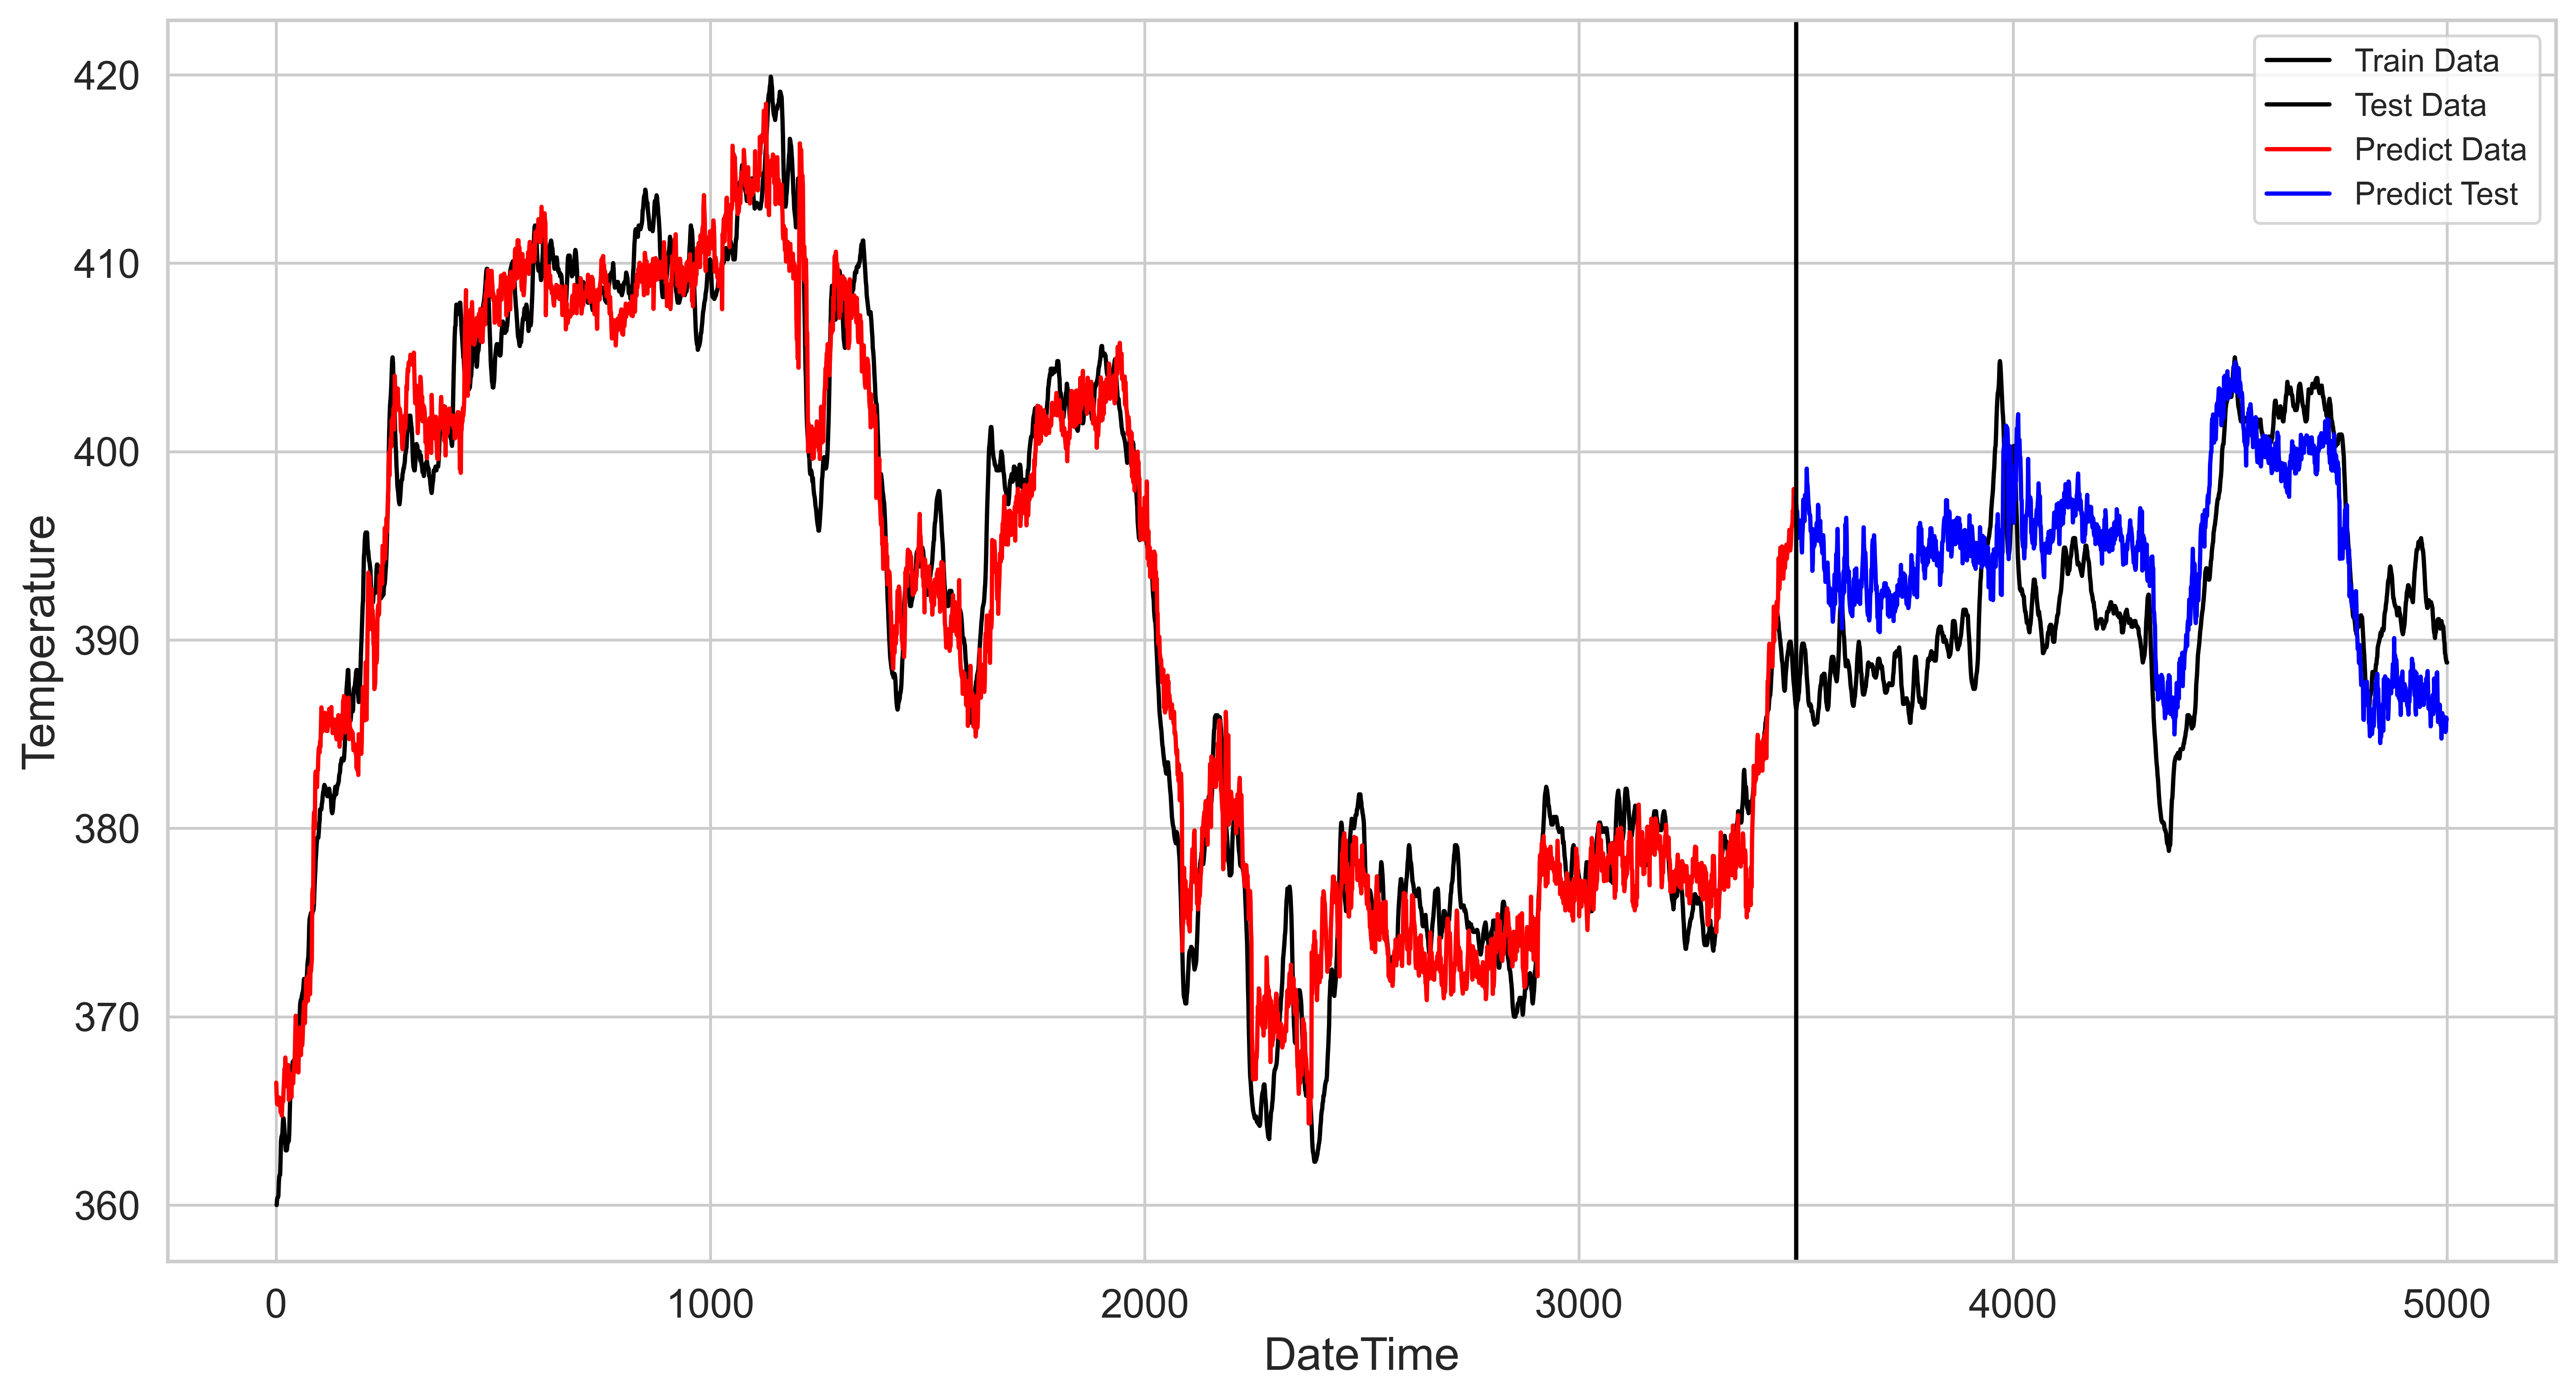 420
410
400
390
380
370
360
Temperature
0
1000
2000
3000
4000
5000
DateTime
Train Data
Test Data
Predict Data
Predict Test